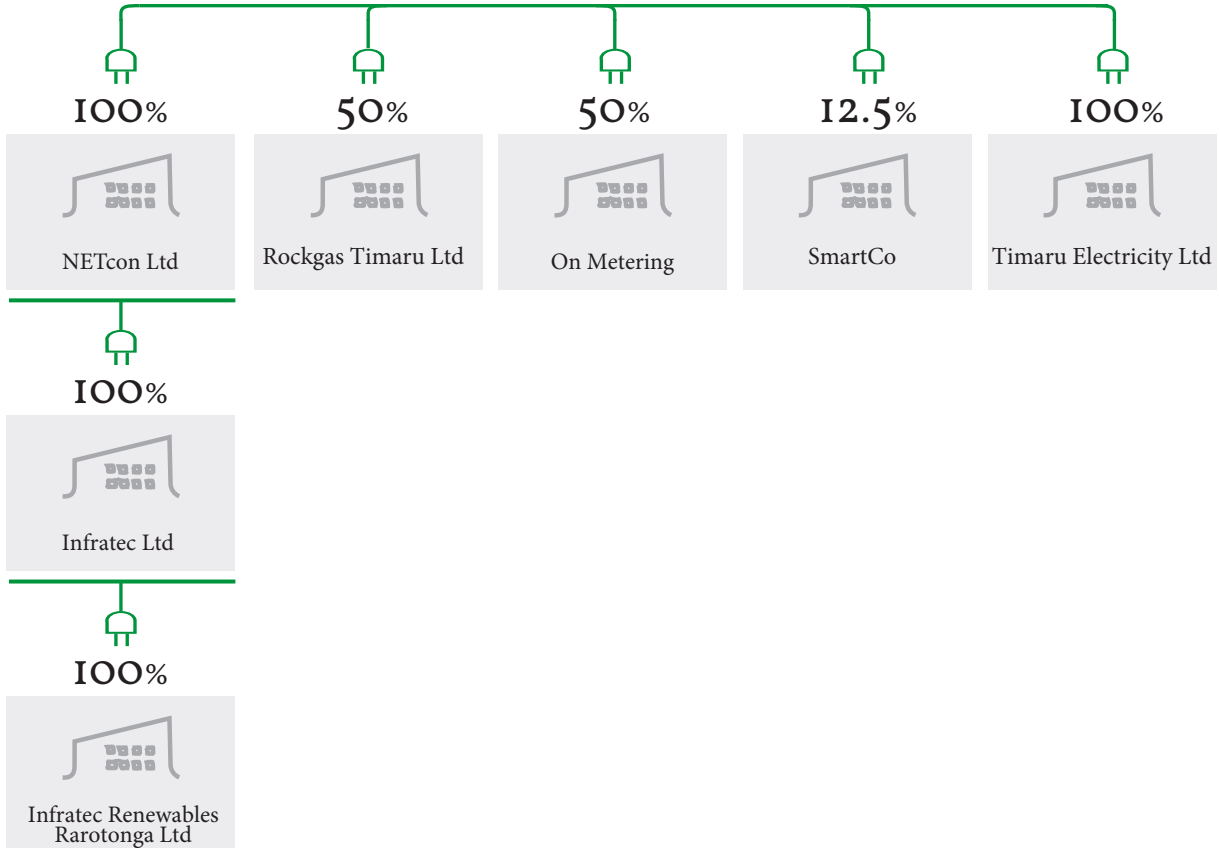 100%
50%
50%
12.5%
100%
NETcon Ltd
Rockgas Timaru Ltd
On Metering
SmartCo
Timaru Electricity Ltd
100%
Infratec Ltd
100%
Infratec Renewables
Rarotonga Ltd